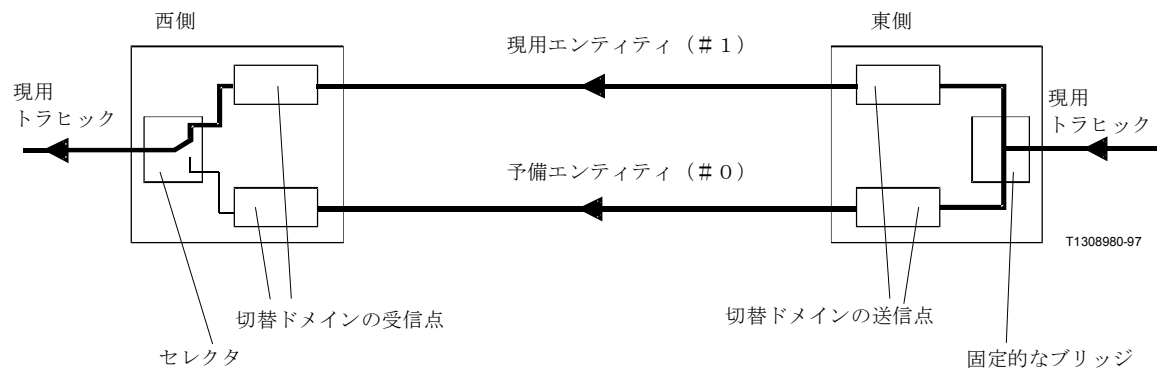 西側
東側
現用エンティティ（＃１）
現用
トラヒック
現用
トラヒック
予備エンティティ（＃０）
T1308980-97
切替ドメインの受信点
切替ドメインの送信点
セレクタ
固定的なブリッジ